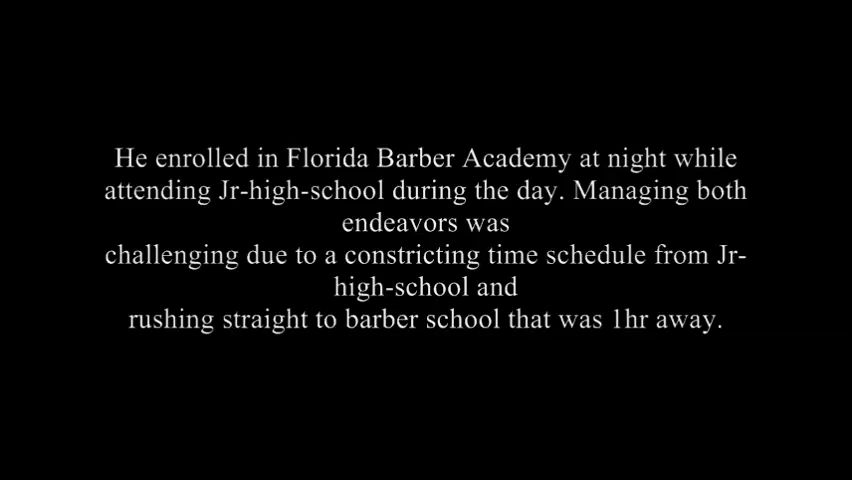 He enrolled in Florida Barber Academy at night while
attending Jr-high-school during the day. Managing both
endeavors was
challenging due to a constricting time schedule from Jr-
high-school and
rushing straight to barber school that was 1hr away.